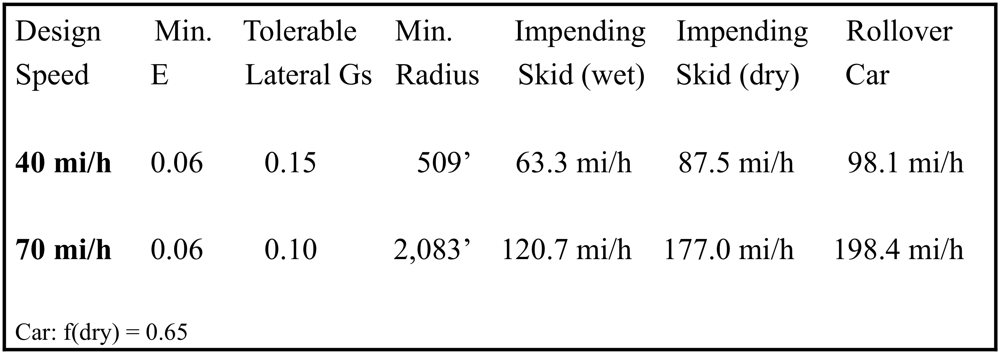 Design Min. Tolerable Min. Impending Impending Rollover
Speed E Lateral Gs Radius Skid (wet) Skid (dry) Car
40 mi/h 0.06 0.15 509’ 63.3 mi/h 87.5 mi/h 98.1 mi/h
70 mi/h 0.06 0.10 2,083’ 120.7 mi/h 177.0 mi/h 198.4 mi/h
Car: f(dry) = 0.65